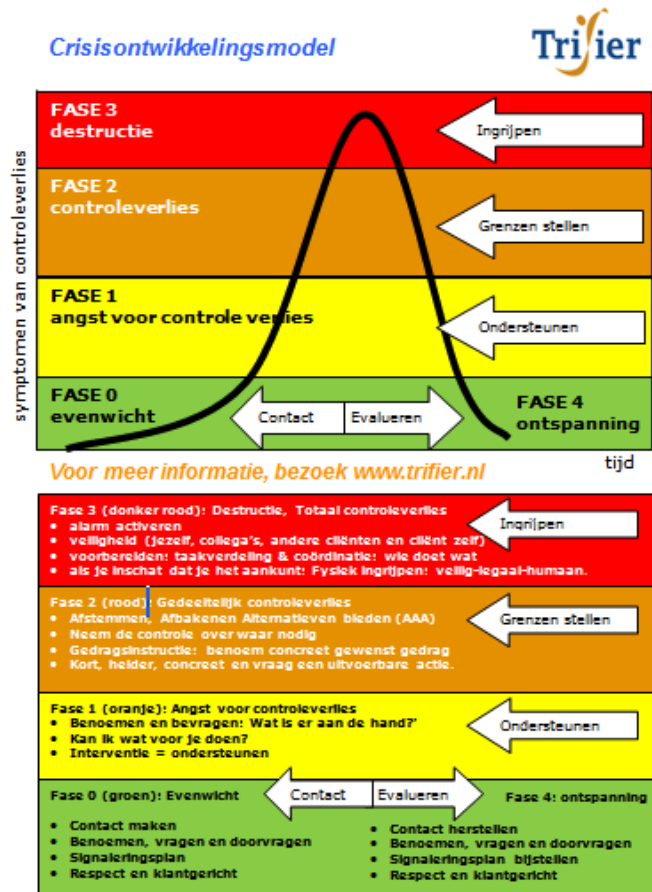 Crisisontwikkelingsmodel
Trifier
FASE 3
destructie
Ingrijpen
FASE 2
controleverlies
Grenzen stellen
FASE 1
angst voor controle verlies
Ondersteunen
FASE 0
evenwicht
Contact
Evalueren
FASE 4
ontspanning
symptomen van controleverlies
tijd
Voor meer informatie, bezoek www.trifier.nl
Fase 3 (donker rood): Destructie, Totaal controleverlies
• alarm activeren
• veiligheid (jezelf, collega's, andere cliënten en cliënt zelf)
• voorbereiden: taakverdeling & coördinatie: wie doet wat
• als je inschat dat je het aankunt: Fysiek ingrijpen: veilig-legaal-humaan.
Ingrijpen
Fase 2 (rood): Gedeeltelijk controleverlies
• Afstemmen, Afbakenen Alternatieven bieden (AAA)
• Neem de controle over waar nodig
• Gedragsinstructie: benoem concreet gewenst gedrag
• Kort, helder, concreet en vraag een uitvoerbare actie.
Grenzen stellen
Fase 1 (oranje): Angst voor controleverlies
• Benoemen en bevragen: Wat is er aan de hand?'
• Kan ik wat voor je doen?
• Interventie = ondersteunen
Ondersteunen
Fase 0 (groen): Evenwicht
Contact
Evalueren
Fase 4: ontspanning
• Contact maken
• Benoemen, vragen en doorvragen
• Signaleringsplan
• Respect en klantgericht
• Contact herstellen
• Benoemen, vragen en doorvragen
• Signaleringsplan bijstellen
• Respect en klantgericht